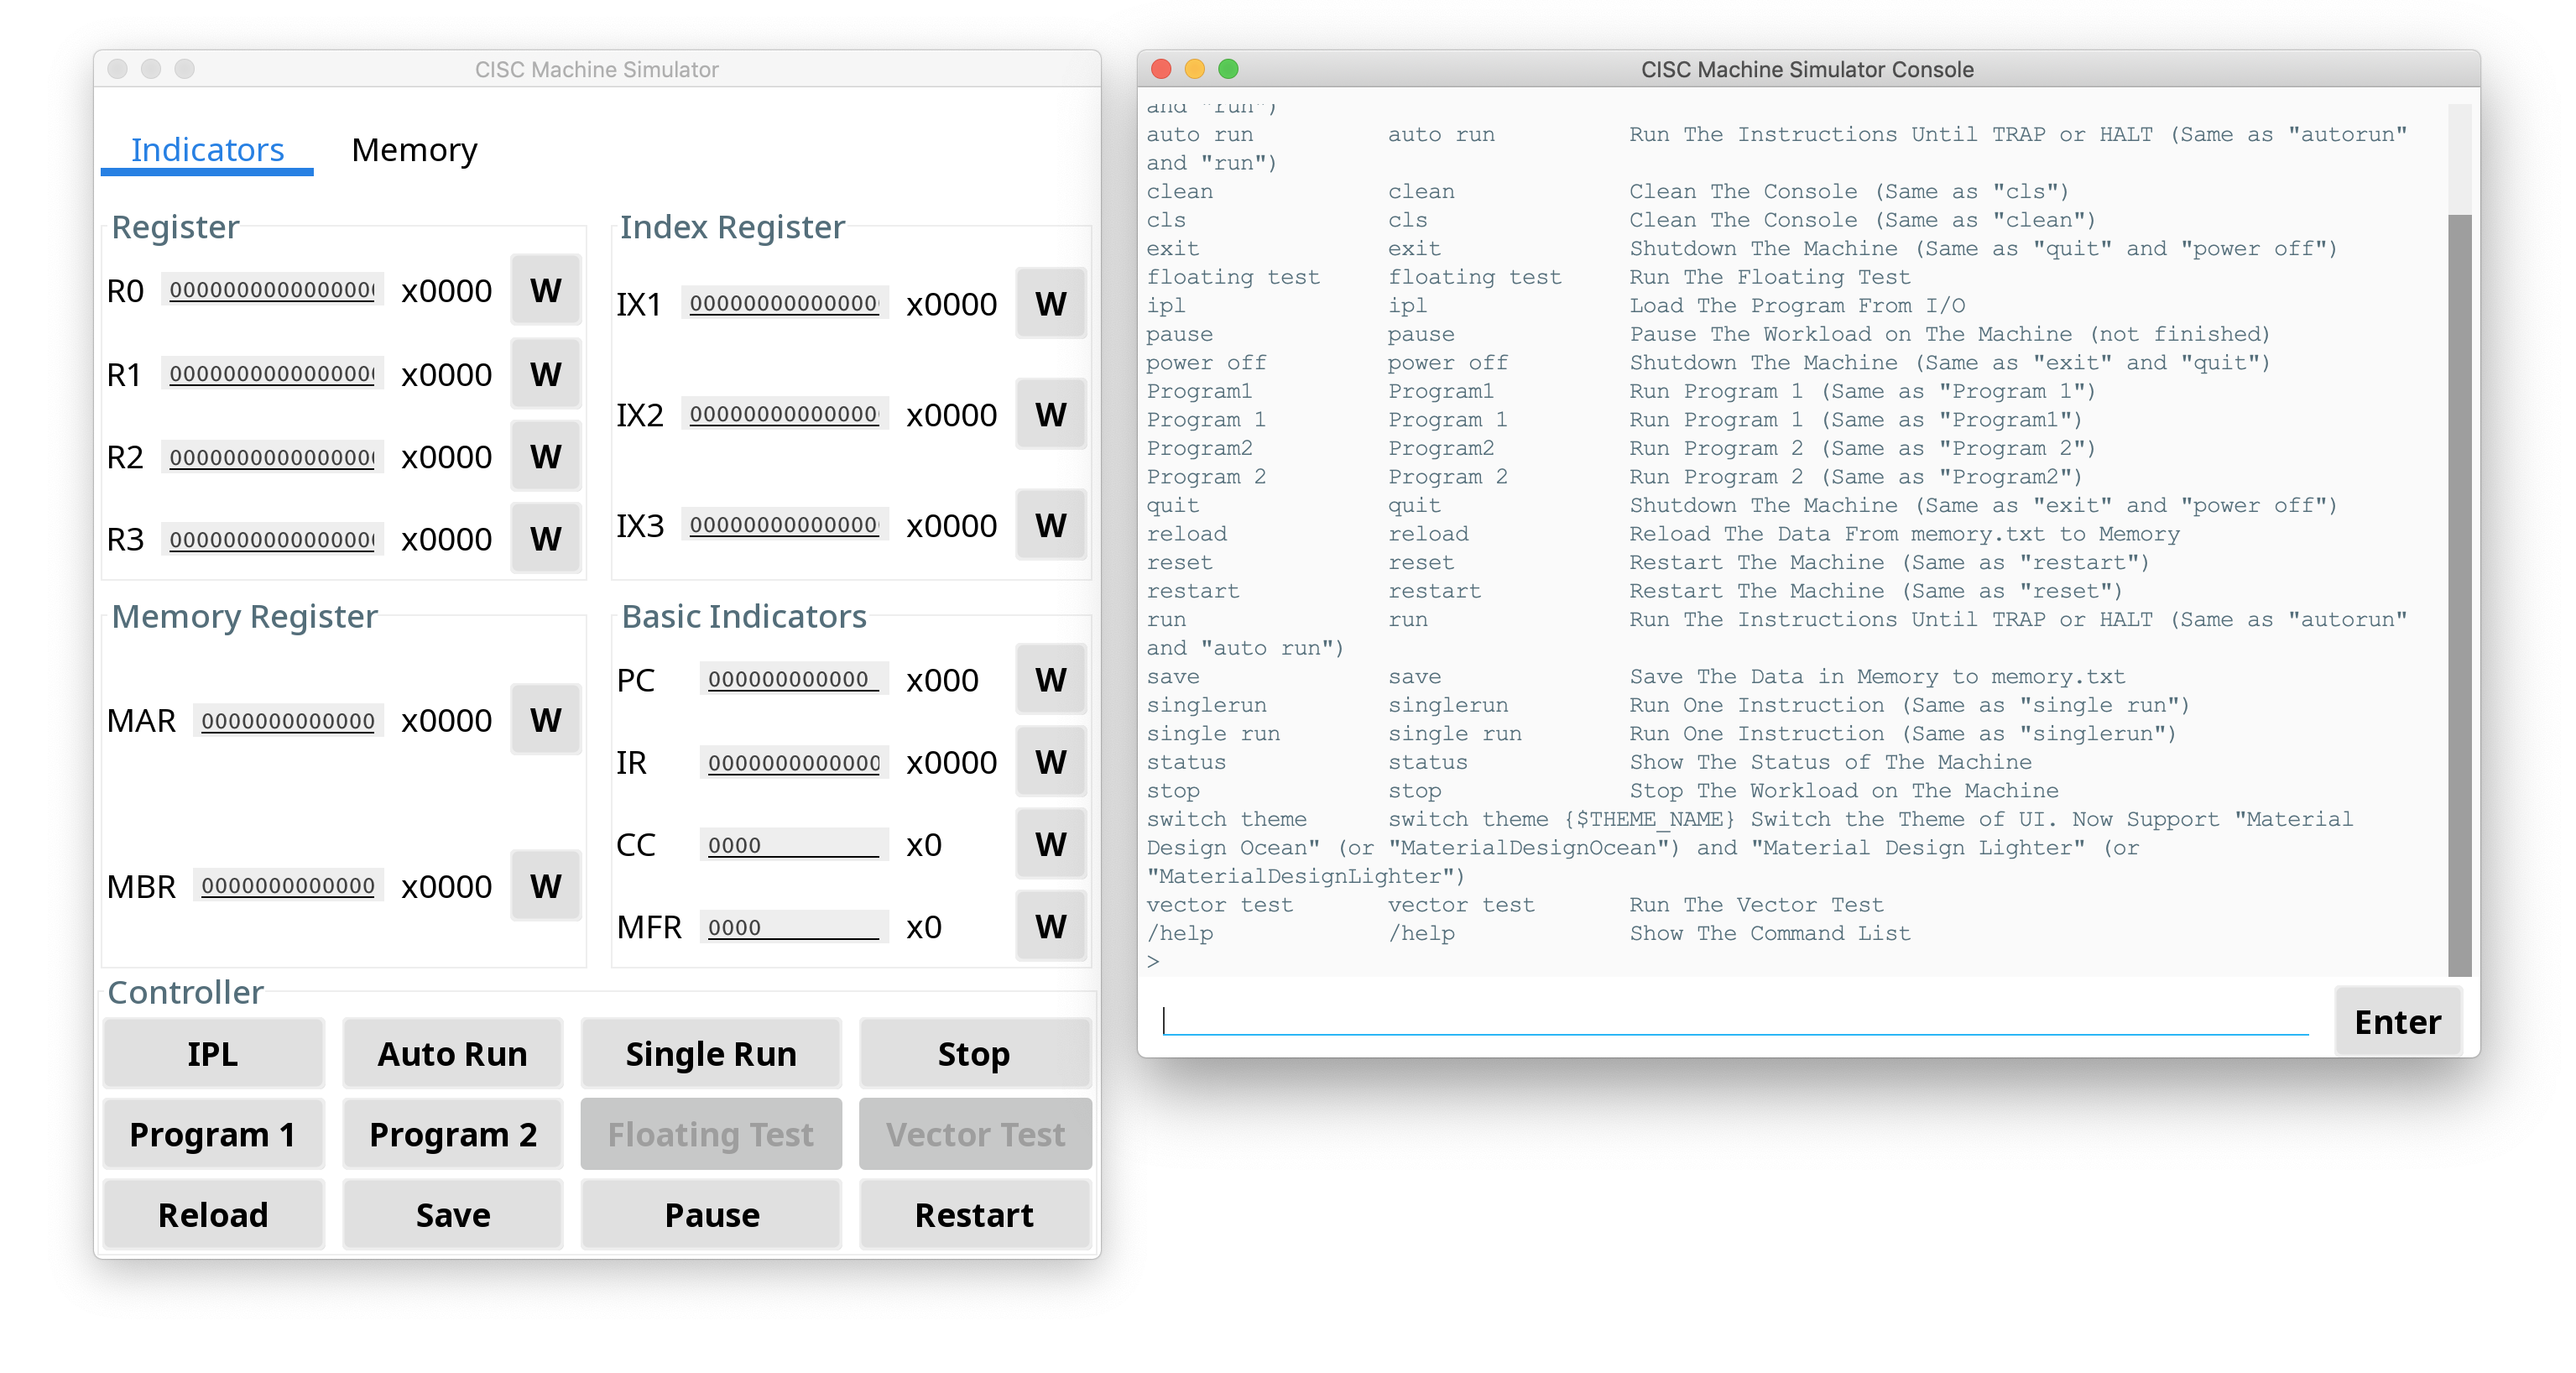 CISC Machine Simulator
Indicators Memory
Register
R0 0000000000000000 x0000 W
R1 0000000000000000 x0000 W
R2 0000000000000000 x0000 W
R3 0000000000000000 x0000 W
Index Register
IX1 000000000000000 x0000 W
IX2 000000000000000 x0000 W
IX3 000000000000000 x0000 W
Memory Register
MAR 0000000000000 x0000 W
MBR 0000000000000 x0000 W
Basic Indicators
PC 000000000000 x000 W
IR 0000000000000 x0000 W
CC 0000 x0 W
MFR 0000 x0 W
Controller
IPL Auto Run Single Run Stop
Program 1 Program 2 Floating Test Vector Test
Reload Save Pause Restart
CISC Machine Simulator Console
and "run")
auto run auto run Run The Instructions Until TRAP or HALT (Same as "autorun"
and "run")
clean clean Clean The Console (Same as "cls")
cls cls Clean The Console (Same as "clean")
exit exit Shutdown The Machine (Same as "quit" and "power off")
floating test floating test Run The Floating Test
ipl ipl Load The Program From I/O
pause pause Pause The Workload on The Machine (not finished)
power off power off Shutdown The Machine (Same as "exit" and "quit")
Program1 Program1 Run Program 1 (Same as "Program 1")
Program 1 Program 1 Run Program 1 (Same as "Program1")
Program2 Program2 Run Program 2 (Same as "Program 2")
Program 2 Program 2 Run Program 2 (Same as "Program2")
quit quit Shutdown The Machine (Same as "exit" and "power off")
reload reload Reload The Data From memory.txt to Memory
reset reset Restart The Machine (Same as "restart")
restart restart Restart The Machine (Same as "reset")
run run Run The Instructions Until TRAP or HALT (Same as "autorun"
and "auto run")
save save Save The Data in Memory to memory.txt
singlerun singlerun Run One Instruction (Same as "single run")
single run single run Run One Instruction (Same as "singlerun")
status status Show The Status of The Machine
stop stop Stop The Workload on The Machine
switch theme switch theme {$THEME_NAME} Switch the Theme of UI. Now Support "Material
Design Ocean" (or "MaterialDesignOcean") and "Material Design Lighter" (or
"MaterialDesignLighter")
vector test vector test Run The Vector Test
/help /help Show The Command List
>
Enter